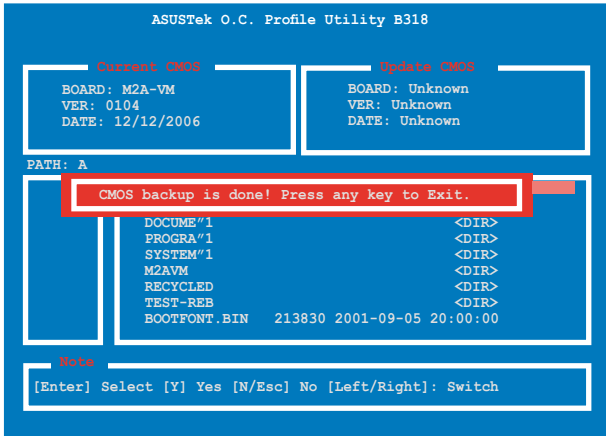 ASUSTek O.C. Profile Utility B318
Current CMOS
BOARD: M2A-VM
VER: 0104
DATE: 12/12/2006
Update CMOS
BOARD: Unknown
VER: Unknown
DATE: Unknown
PATH: A
CMOS backup is done! Press any key to Exit.
DOCUME"1 <DIR>
PROGRA"1 <DIR>
SYSTEM"1 <DIR>
M2AVM <DIR>
RECYCLED <DIR>
TEST-REB <DIR>
BOOTFONT.BIN 213830 2001-09-05 20:00:00
Note
[Enter] Select [Y] Yes [N/Esc] No [Left/Right]: Switch